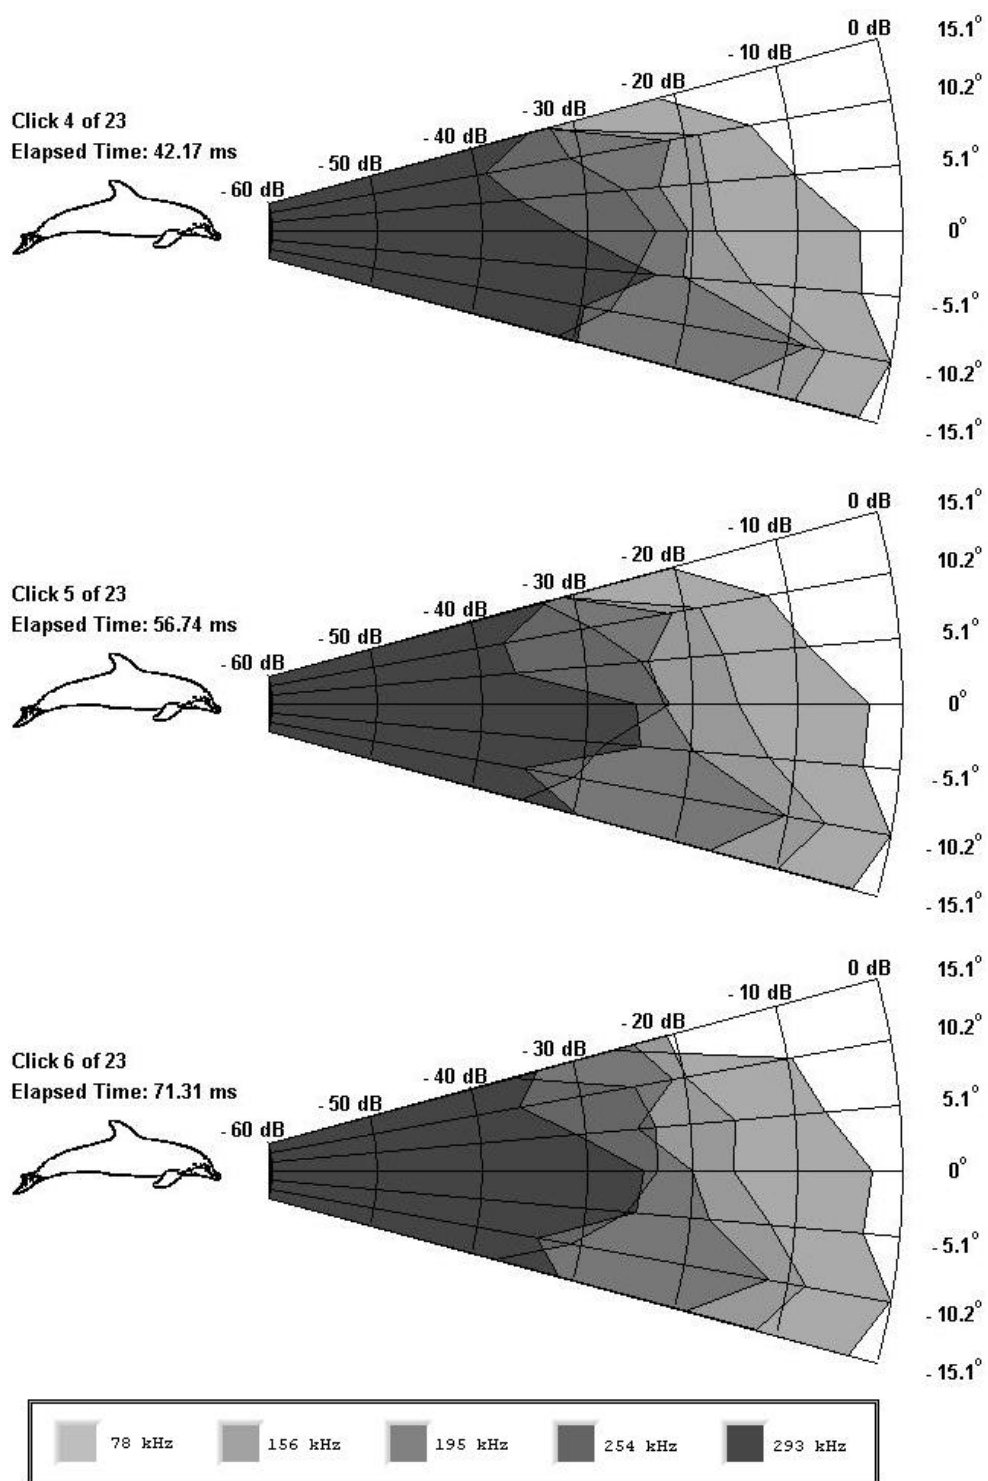 0 dB
15.1°
- 10 dB
10.2°
- 20 dB
Click 4 of 23
- 30 dB
Elapsed Time: 42.17 ms
- 40 dB
5.1°
- 50 dB
- 60 dB
0°
- 5.1°
- 10.2°
- 15.1°
0 dB
15.1°
- 10 dB
10.2°
- 20 dB
Click 5 of 23
- 30 dB
Elapsed Time: 56.74 ms
- 40 dB
5.1°
- 50 dB
- 60 dB
0°
- 5.1°
- 10.2°
- 15.1°
0 dB
15.1°
- 10 dB
10.2°
- 20 dB
Click 6 of 23
- 30 dB
Elapsed Time: 71.31 ms
- 40 dB
5.1°
- 50 dB
- 60 dB
0°
- 5.1°
- 10.2°
- 15.1°
78 kHz
156 kHz
195 kHz
254 kHz
293 kHz